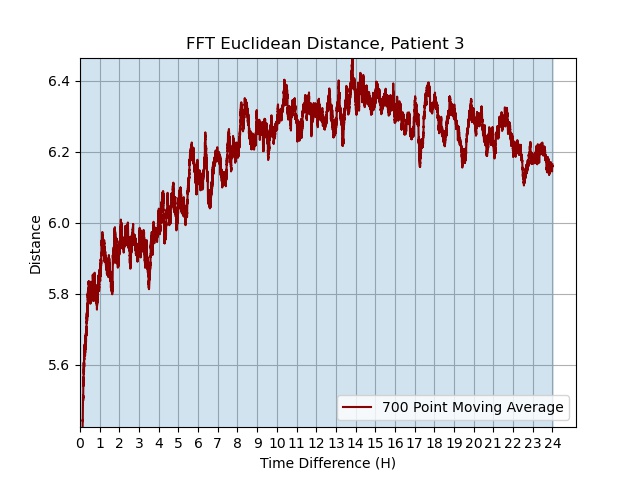 FFT Euclidean Distance, Patient 3
Distance
6.4
6.2
6.0
5.8
5.6
700 Point Moving Average
0 1 2 3 4 5 6 7 8 9 10 11 12 13 14 15 16 17 18 19 20 21 22 23 24
Time Difference (H)